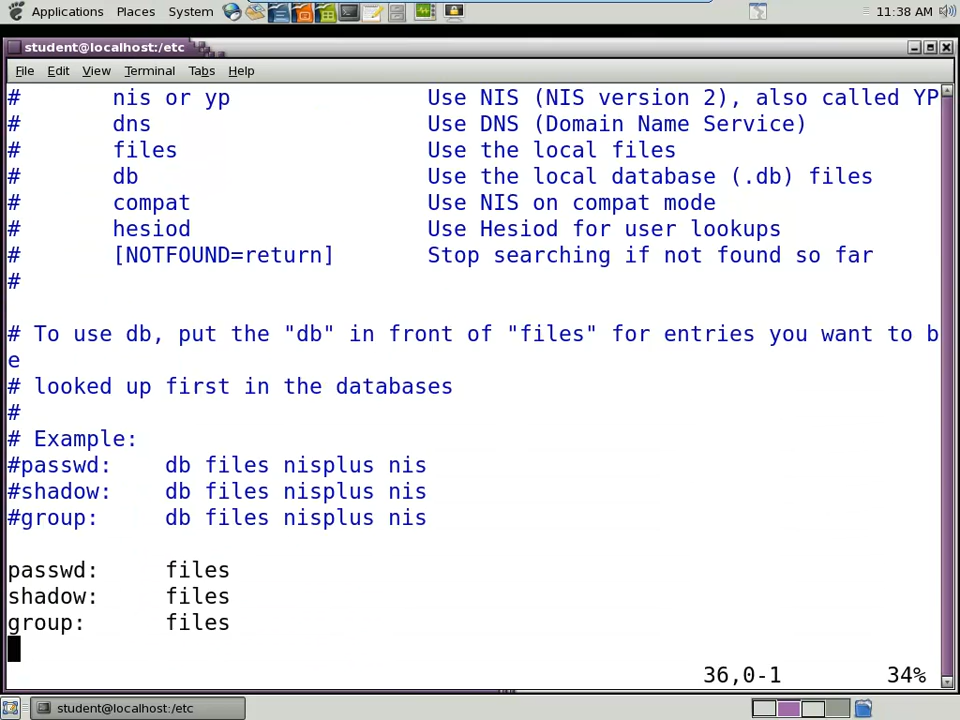 Applications Places System 11:38 AM
student@localhost:/etc
File Edit View Terminal Tabs Help
# nis or yp Use NIS (NIS version 2), also called YP
# dns Use DNS (Domain Name Service)
# files Use the local files
# db Use the local database (.db) files
# compat Use NIS on compat mode
# hesiod Use Hesiod for user lookups
# [NOTFOUND=return] Stop searching if not found so far
#
# To use db, put the "db" in front of "files" for entries you want to b
e
# looked up first in the databases
#
# Example:
#passwd: db files nisplus nis
#shadow: db files nisplus nis
#group: db files nisplus nis
passwd: files
shadow: files
group: files
36,0-1 34%
student@localhost:/etc